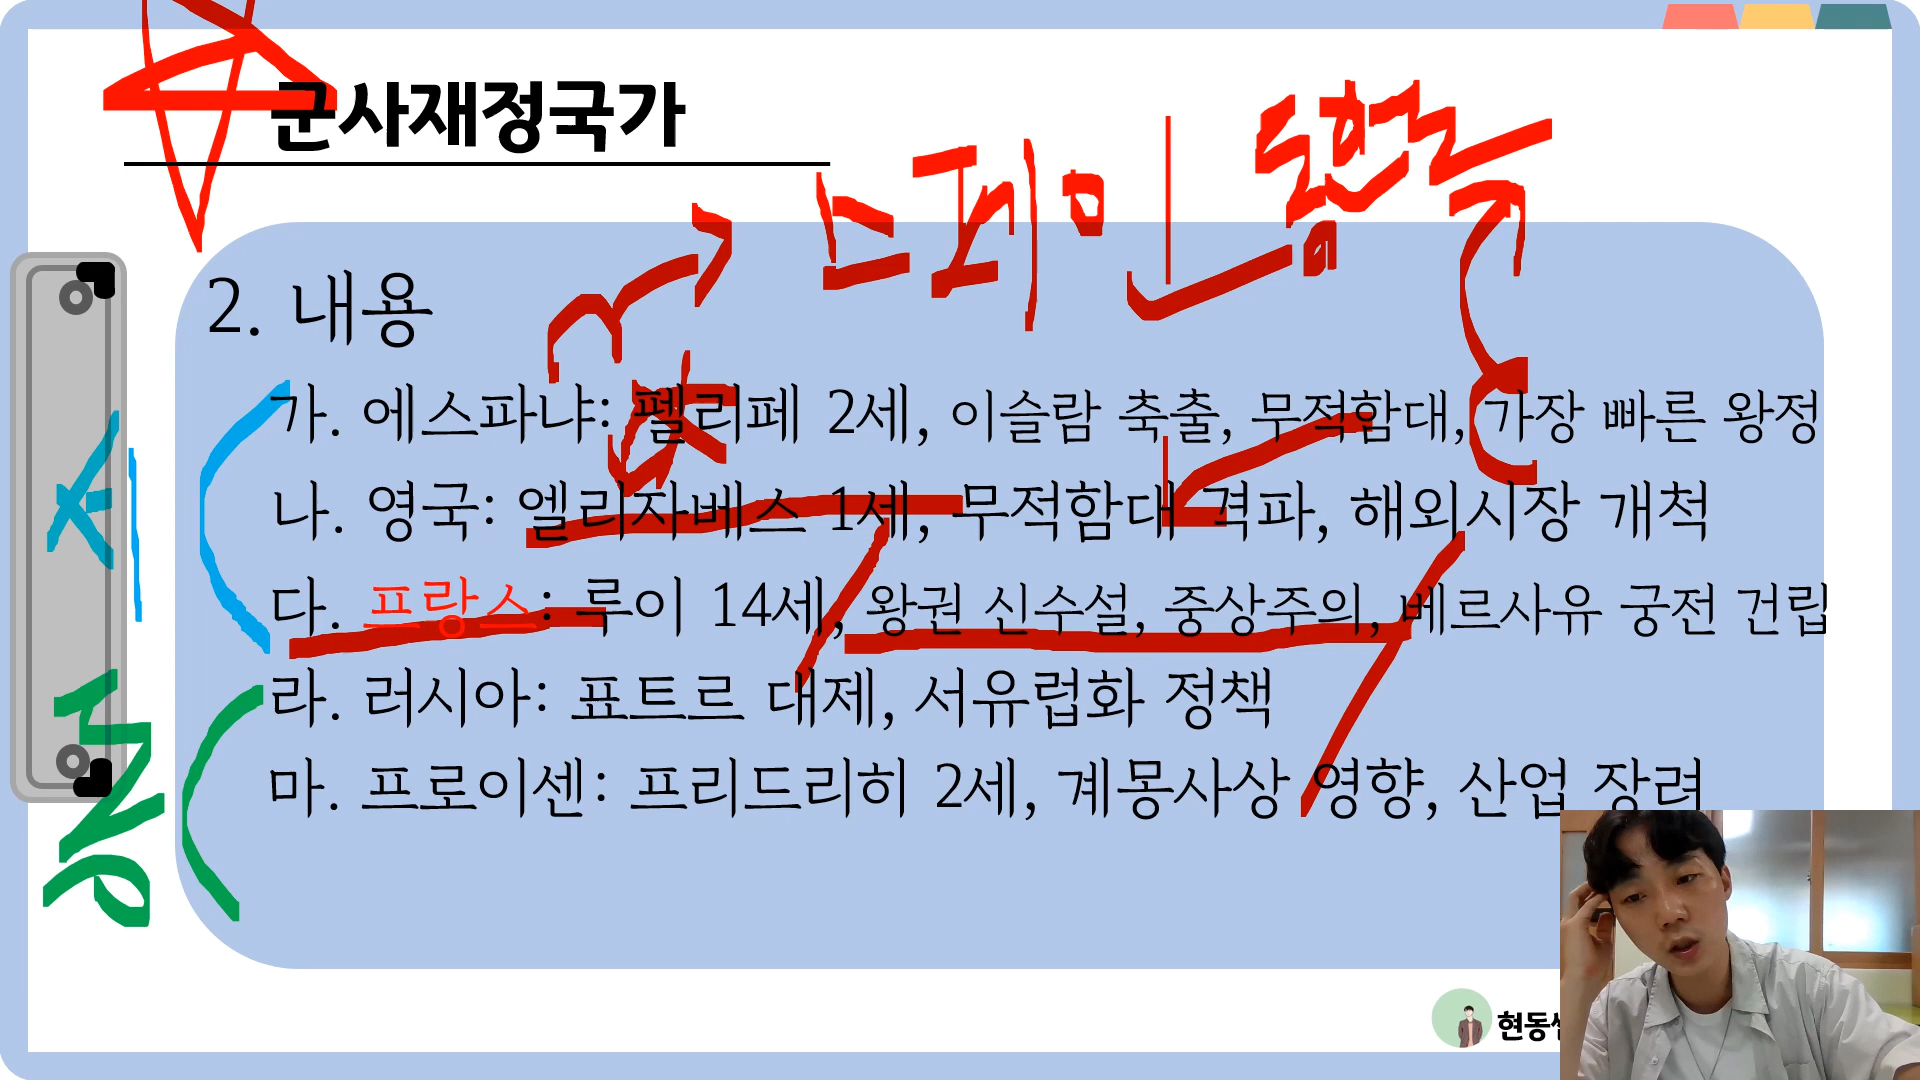 군사재정국가
스페인 통합왕국
2. 내용
가. 에스파냐: 펠리페 2세, 이슬람 축출, 무적함대, 가장 빠른 왕정
나. 영국: 엘리자베스 1세, 무적함대 격파, 해외시장 개척
다. 프랑스: 루이 14세, 왕권 신수설, 중상주의, 베르사유 궁전 건립
라. 러시아: 표트르 대제, 서유럽화 정책
마. 프로이센: 프리드리히 2세, 계몽사상 영향, 산업 장려
서
동
현동쌤